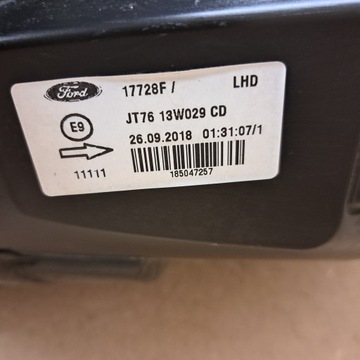 Ford 17728F / LHD
E9 JT76 13W029 CD
26.09.2018 01:31:07/1
11111 185047257